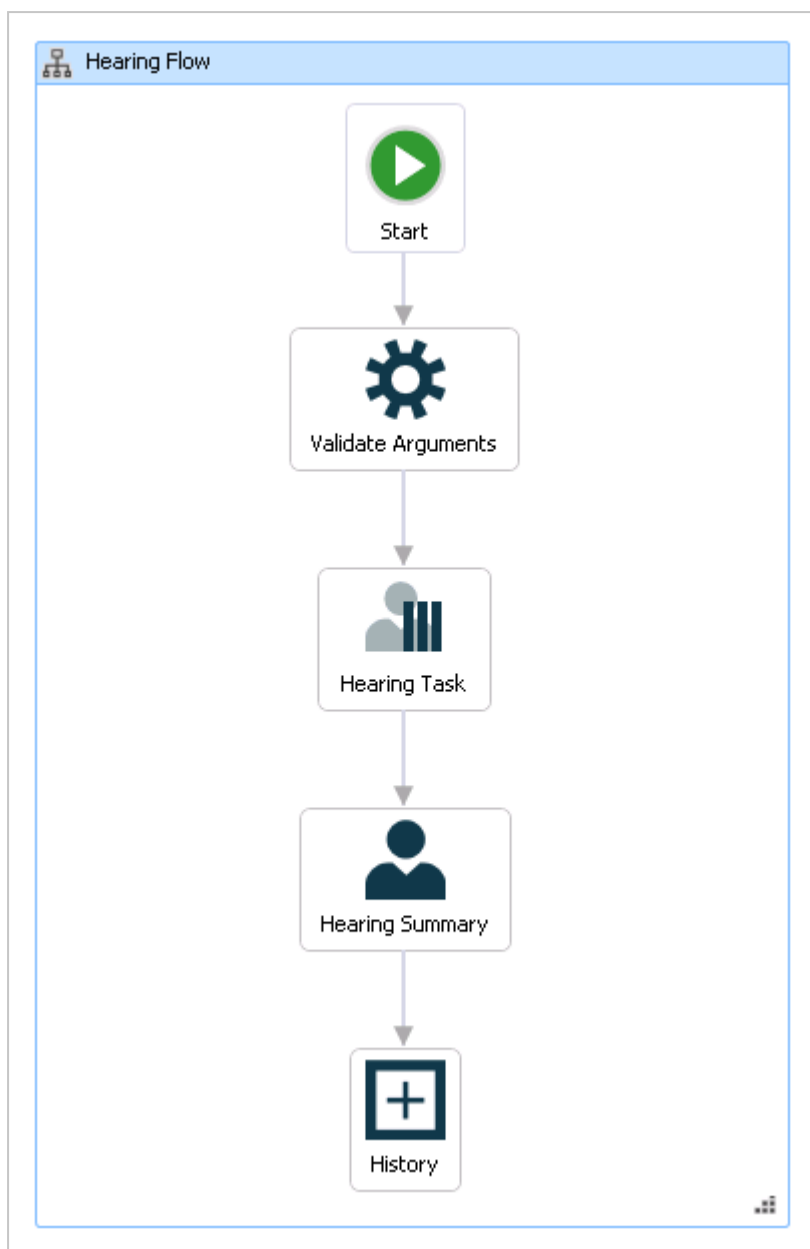 Hearing Flow
Start
Validate Arguments
Hearing Task
Hearing Summary
History